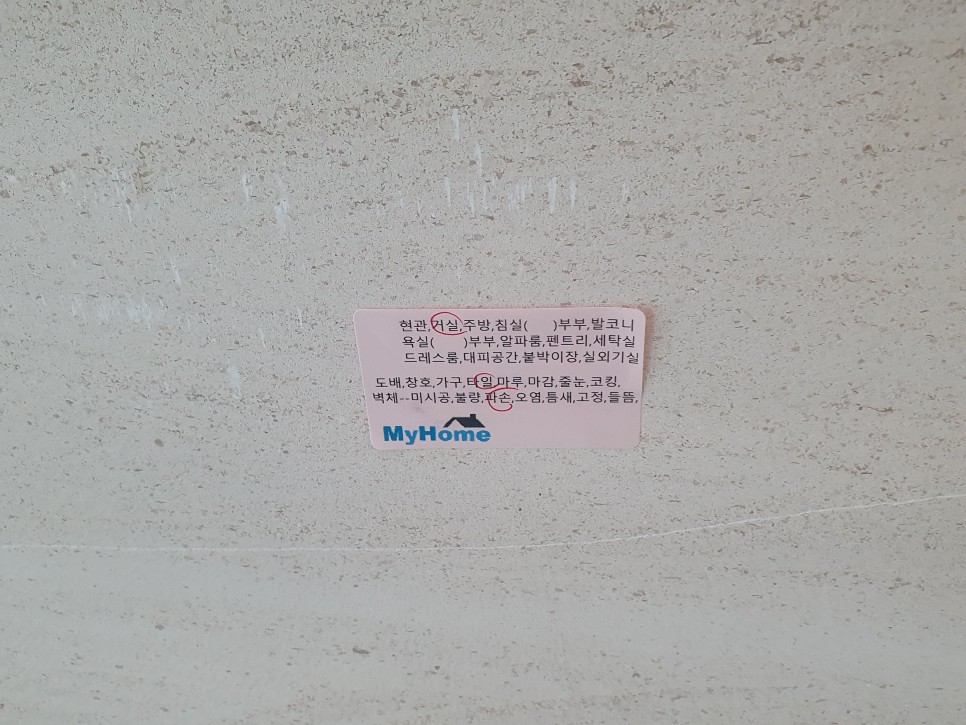 현관,거실,주방,침실( )부부,발코니
욕실( )부부,알파룸,펜트리,세탁실
드레스룸,대피공간,붙박이장,실외기실
도배,창호,가구,타일,마루,마감,줄눈,코킹,
벽체--미시공,불량,파손,오염,틈새,고정,들뜸,
MyHome